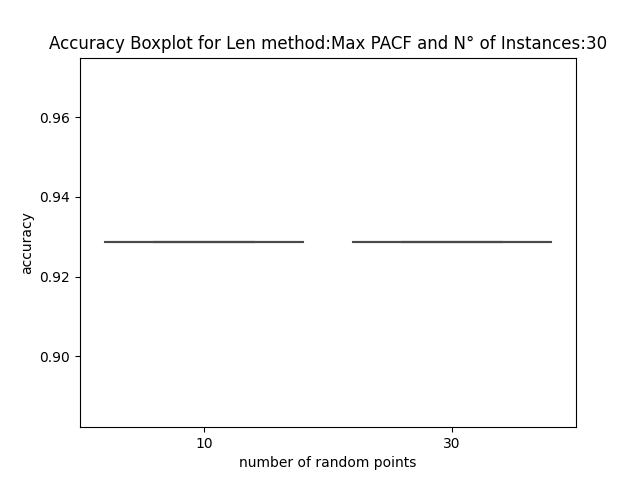 Accuracy Boxplot for Len method:Max PACF and N° of Instances:30
0.96
0.94
0.92
0.90
accuracy
10 30
number of random points